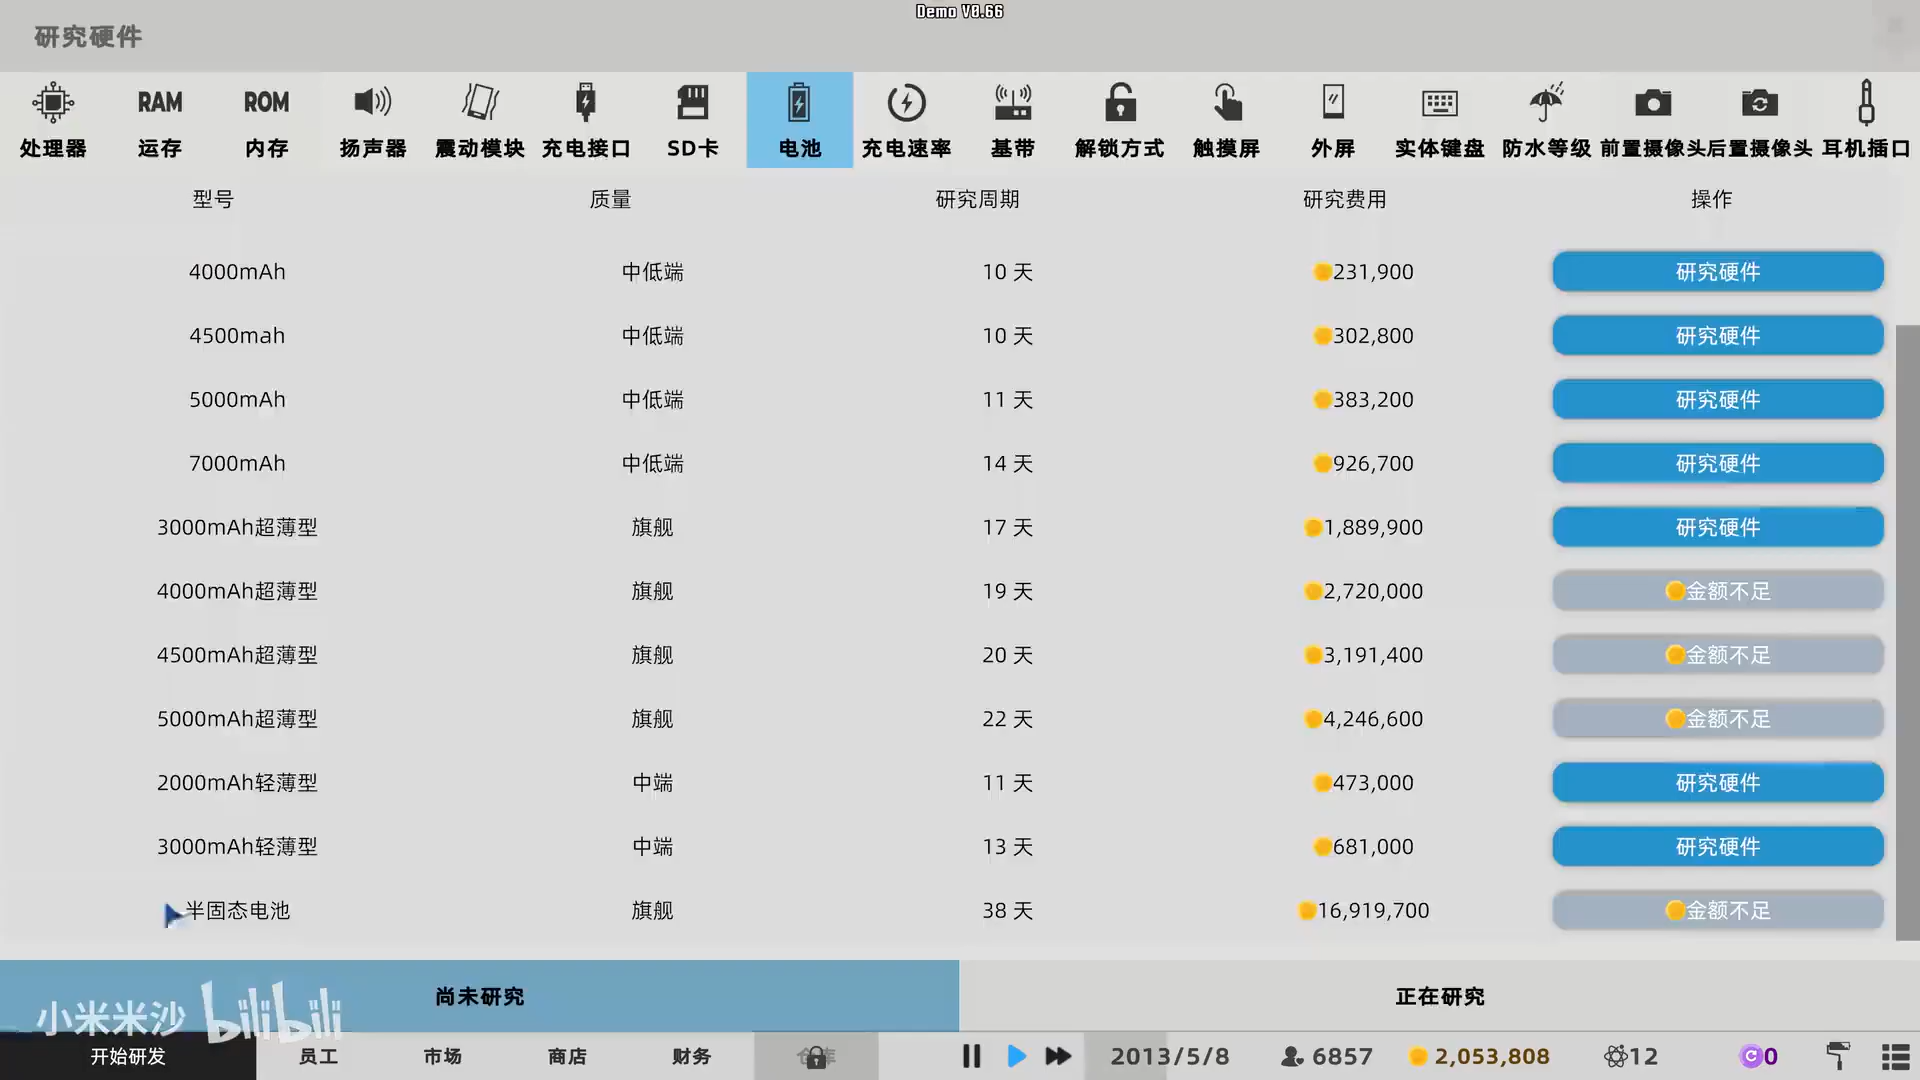 Demo V0.66
研究硬件
处理器 RAM 运存 ROM 内存 扬声器 震动模块 充电接口 SD卡 电池 充电速率 基带 解锁方式 触摸屏 外屏 实体键盘 防水等级 前置摄像头 后置摄像头 耳机插口
型号 质量 研究周期 研究费用 操作
4000mAh 中低端 10 天 231,900 研究硬件
4500mah 中低端 10 天 302,800 研究硬件
5000mAh 中低端 11 天 383,200 研究硬件
7000mAh 中低端 14 天 926,700 研究硬件
3000mAh超薄型 旗舰 17 天 1,889,900 研究硬件
4000mAh超薄型 旗舰 19 天 2,720,000 金额不足
4500mAh超薄型 旗舰 20 天 3,191,400 金额不足
5000mAh超薄型 旗舰 22 天 4,246,600 金额不足
2000mAh轻薄型 中端 11 天 473,000 研究硬件
3000mAh轻薄型 中端 13 天 681,000 研究硬件
半固态电池 旗舰 38 天 16,919,700 金额不足
尚未研究 正在研究
小米米沙 bilibili
开始研发 员工 市场 商店 财务 2013/5/8 6857 2,053,808 12 0